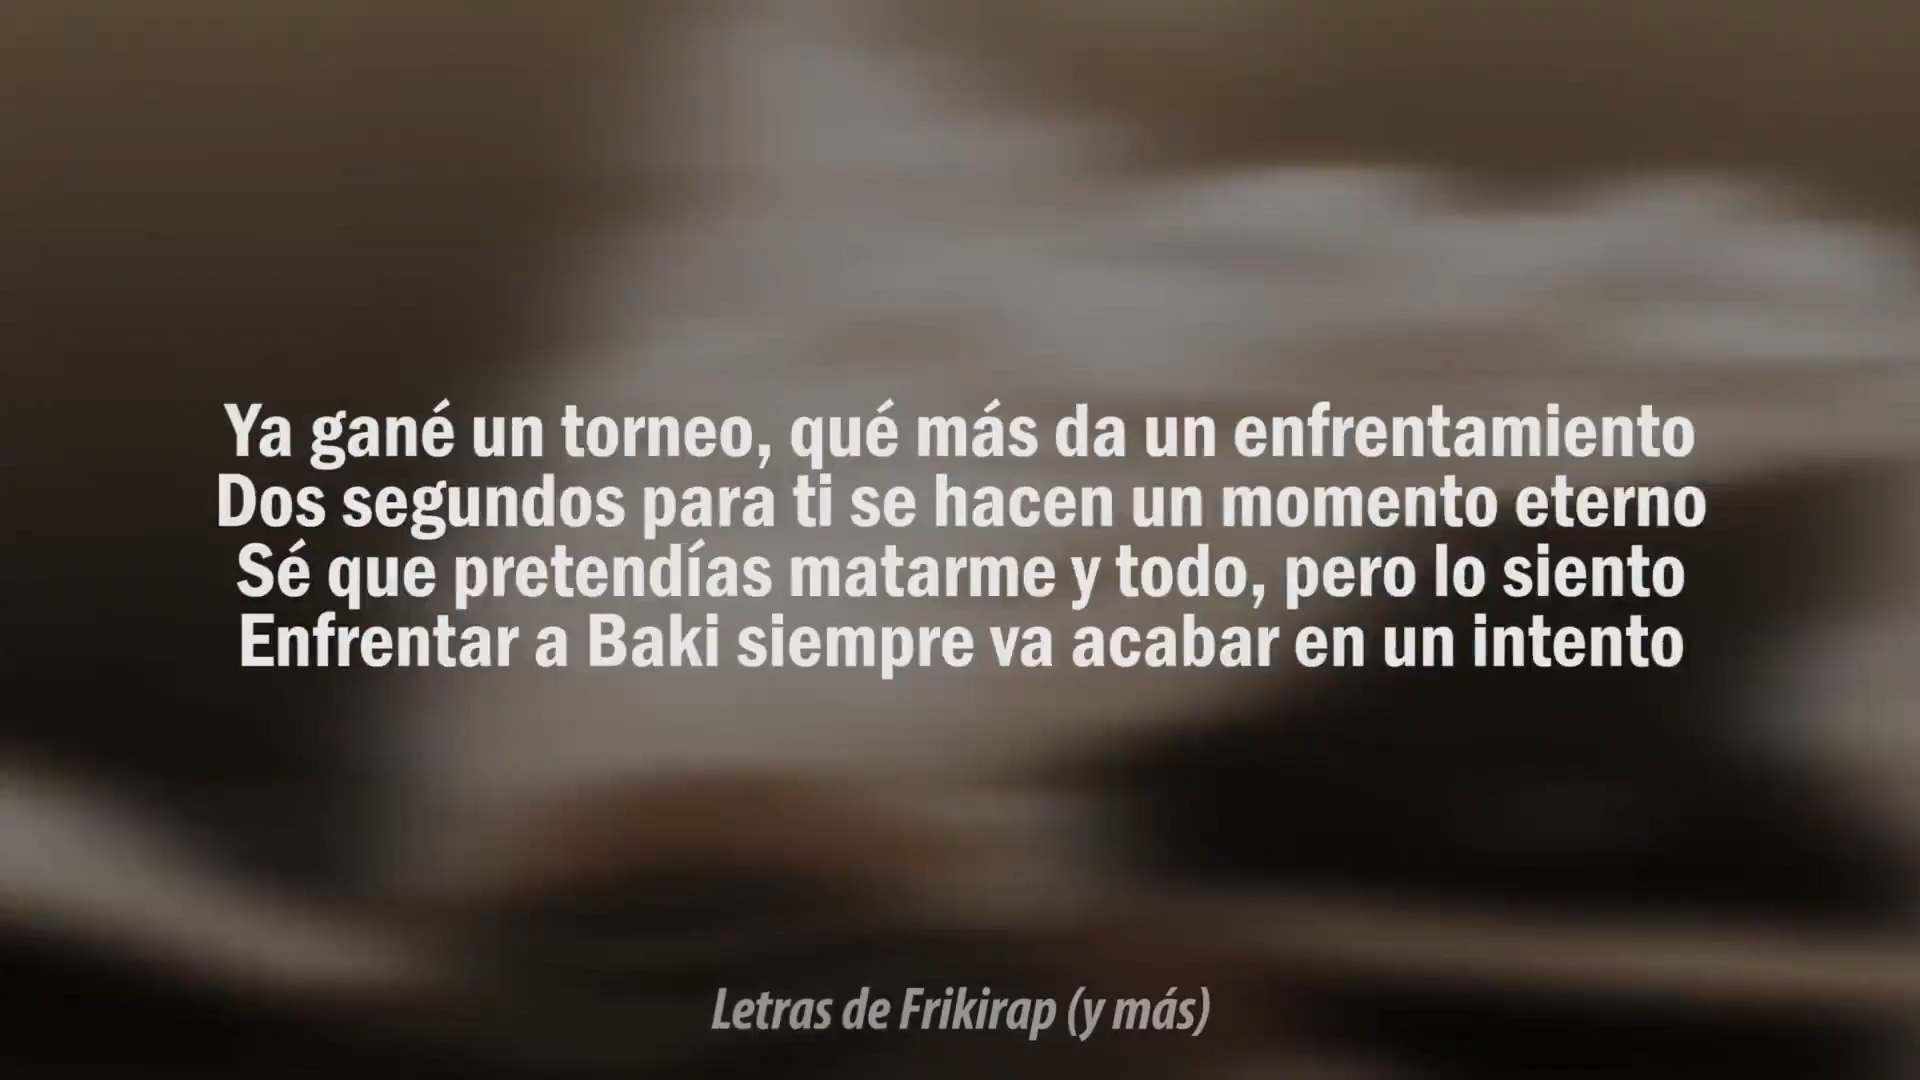 Ya gané un torneo, qué más da un enfrentamiento
Dos segundos para ti se hacen un momento eterno
Sé que pretendías matarme y todo, pero lo siento
Enfrentar a Baki siempre va acabar en un intento
Letras de Frikirap (y más)